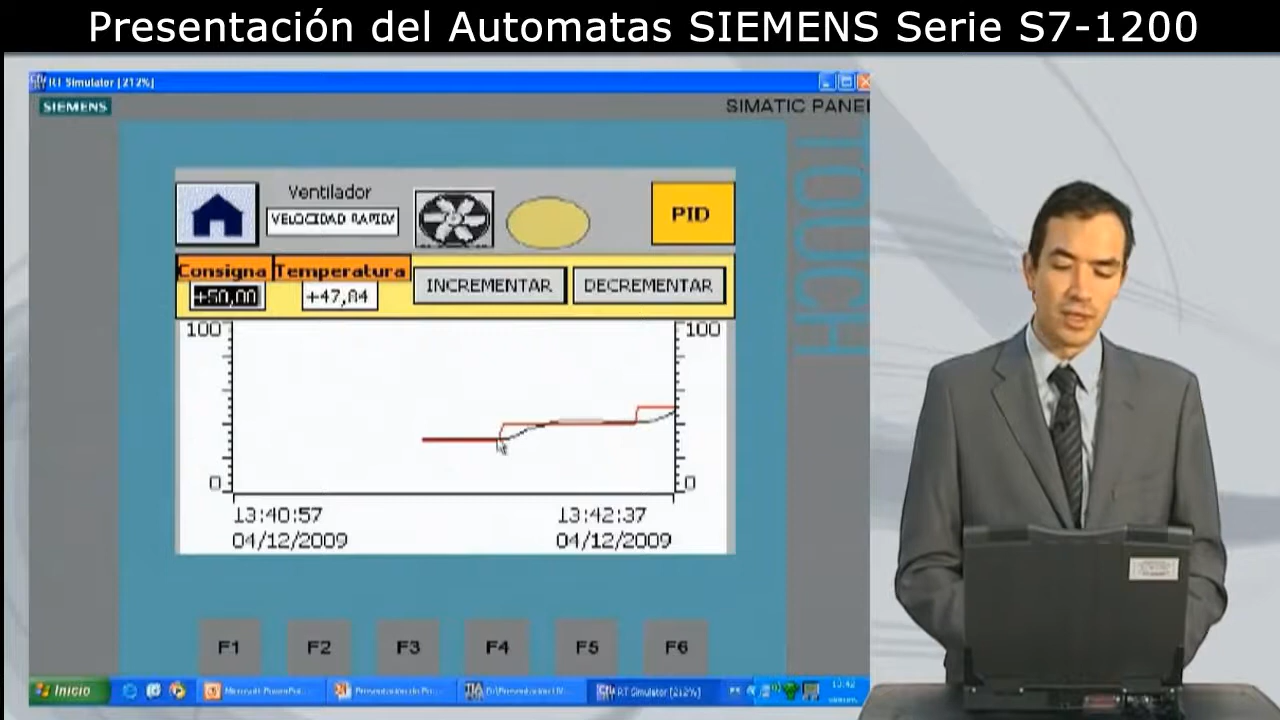 Presentación del Automatas SIEMENS Serie S7-1200
RT Simulator [212%]
SIEMENS
SIMATIC PANEL
TOUCH
Ventilador
VELOCIDAD RAPIDA
PID
Consigna
Temperatura
+50,00
+47,84
INCREMENTAR
DECREMENTAR
100
100
0
0
13:40:57
13:42:37
04/12/2009
04/12/2009
F1
F2
F3
F4
F5
F6
Inicio
RT Simulator [212%]